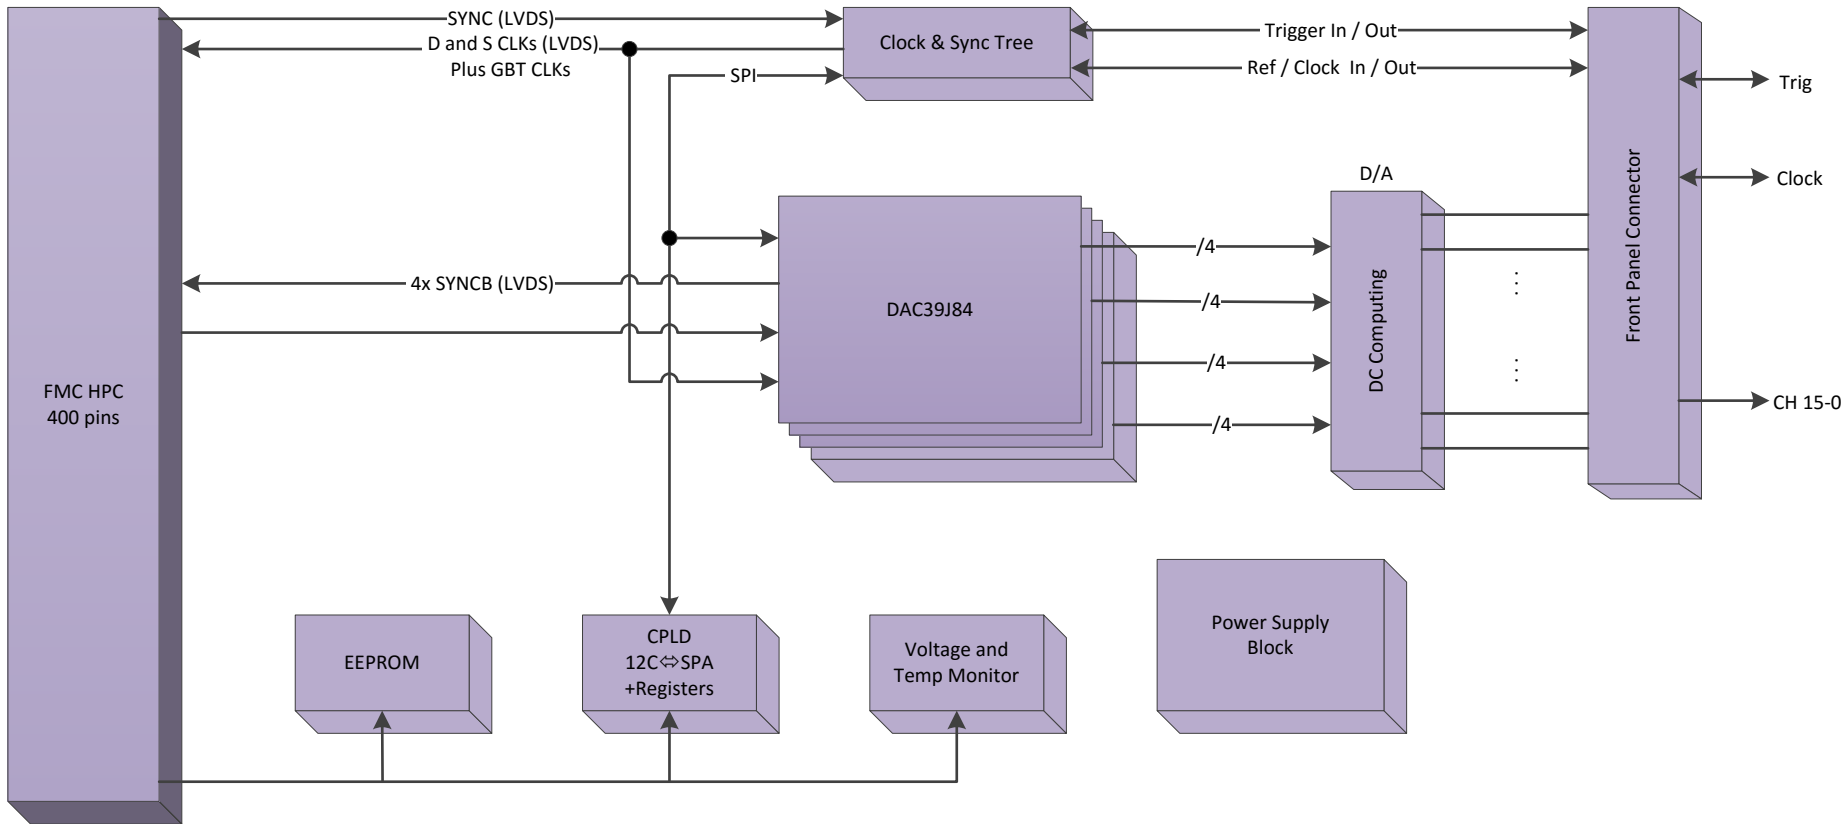 SYNC (LVDS)
D and S CLKs (LVDS)
Plus GBT CLKs
SPI
Clock & Sync Tree
Trigger In / Out
Ref / Clock In / Out
Trig
Clock
CH 15-0
Front Panel Connector
D/A
DC Computing
/4
/4
/4
/4
DAC39J84
4x SYNCB (LVDS)
FMC HPC
400 pins
EEPROM
CPLD
12C⇔SPA
+Registers
Voltage and
Temp Monitor
Power Supply
Block